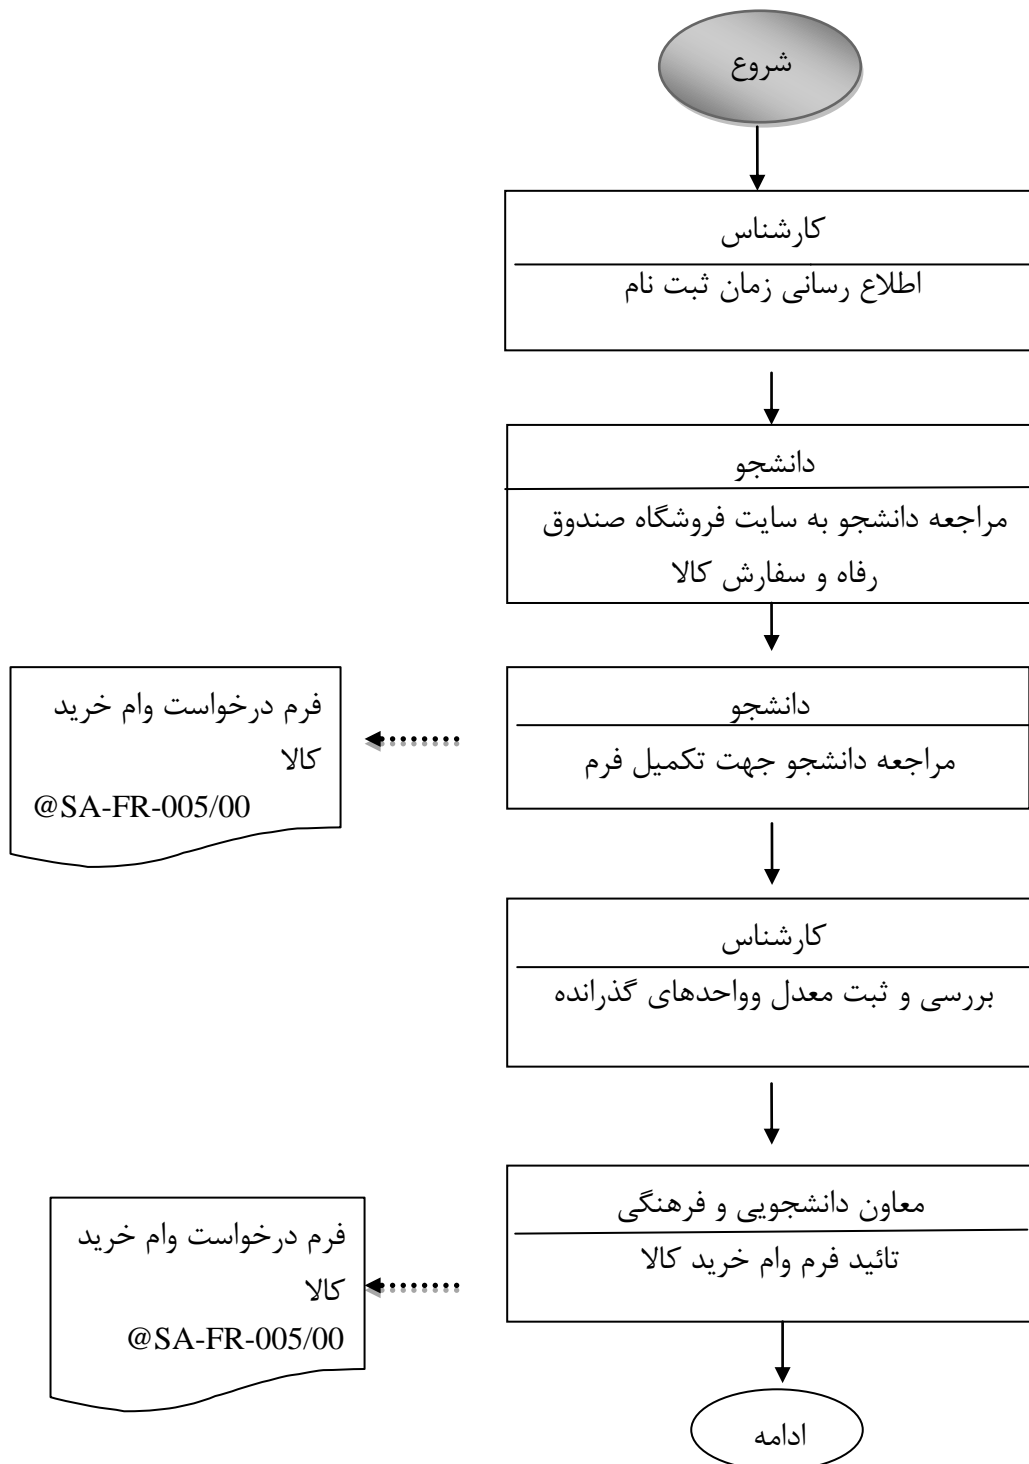 شروع
کارشناس
اطلاع رسانی زمان ثبت نام
دانشجو
مراجعه دانشجو به سایت فروشگاه صندوق
رفاه و سفارش کالا
دانشجو
مراجعه دانشجو جهت تکمیل فرم
فرم درخواست وام خرید
کالا
@SA-FR-005/00
کارشناس
بررسی و ثبت معدل وواحدهای گذرانده
معاون دانشجویی و فرهنگی
تائید فرم وام خرید کالا
فرم درخواست وام خرید
کالا
@SA-FR-005/00
ادامه